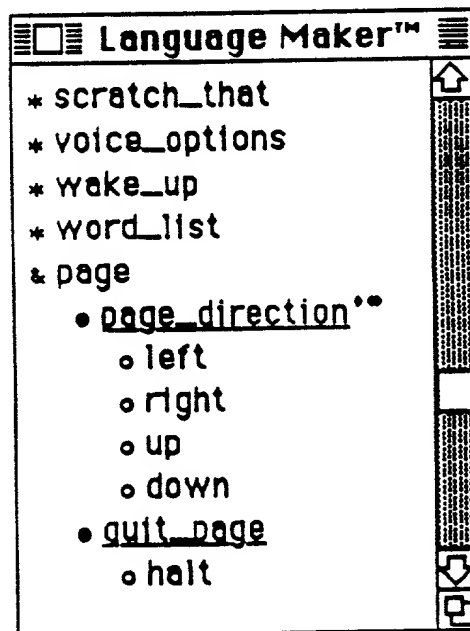 Language Maker™
* scratch_that
* voice_options
* wake_up
* word_list
& page
● page_direction'∞
○ left
○ right
○ up
○ down
● quit_page
○ halt